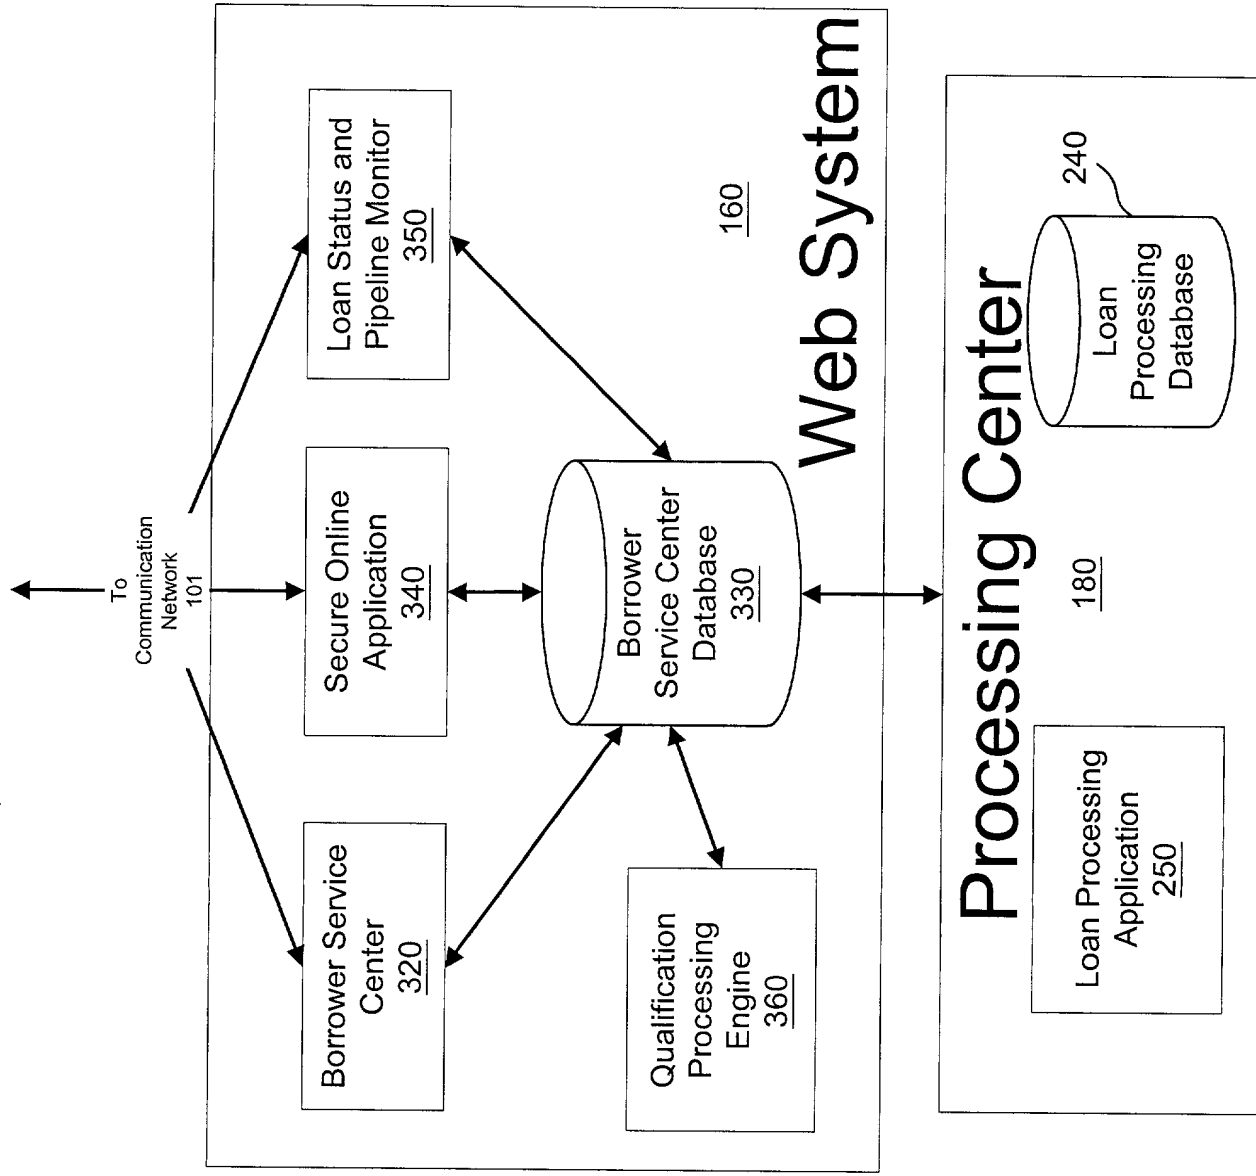 To
Communication
Network
101
Borrower Service
Center
320
Secure Online
Application
340
Loan Status and
Pipeline Monitor
350
Qualification
Processing
Engine
360
Borrower
Service Center
Database
330
160
Web System
Processing Center
180
Loan Processing
Application
250
Loan
Processing
Database
240